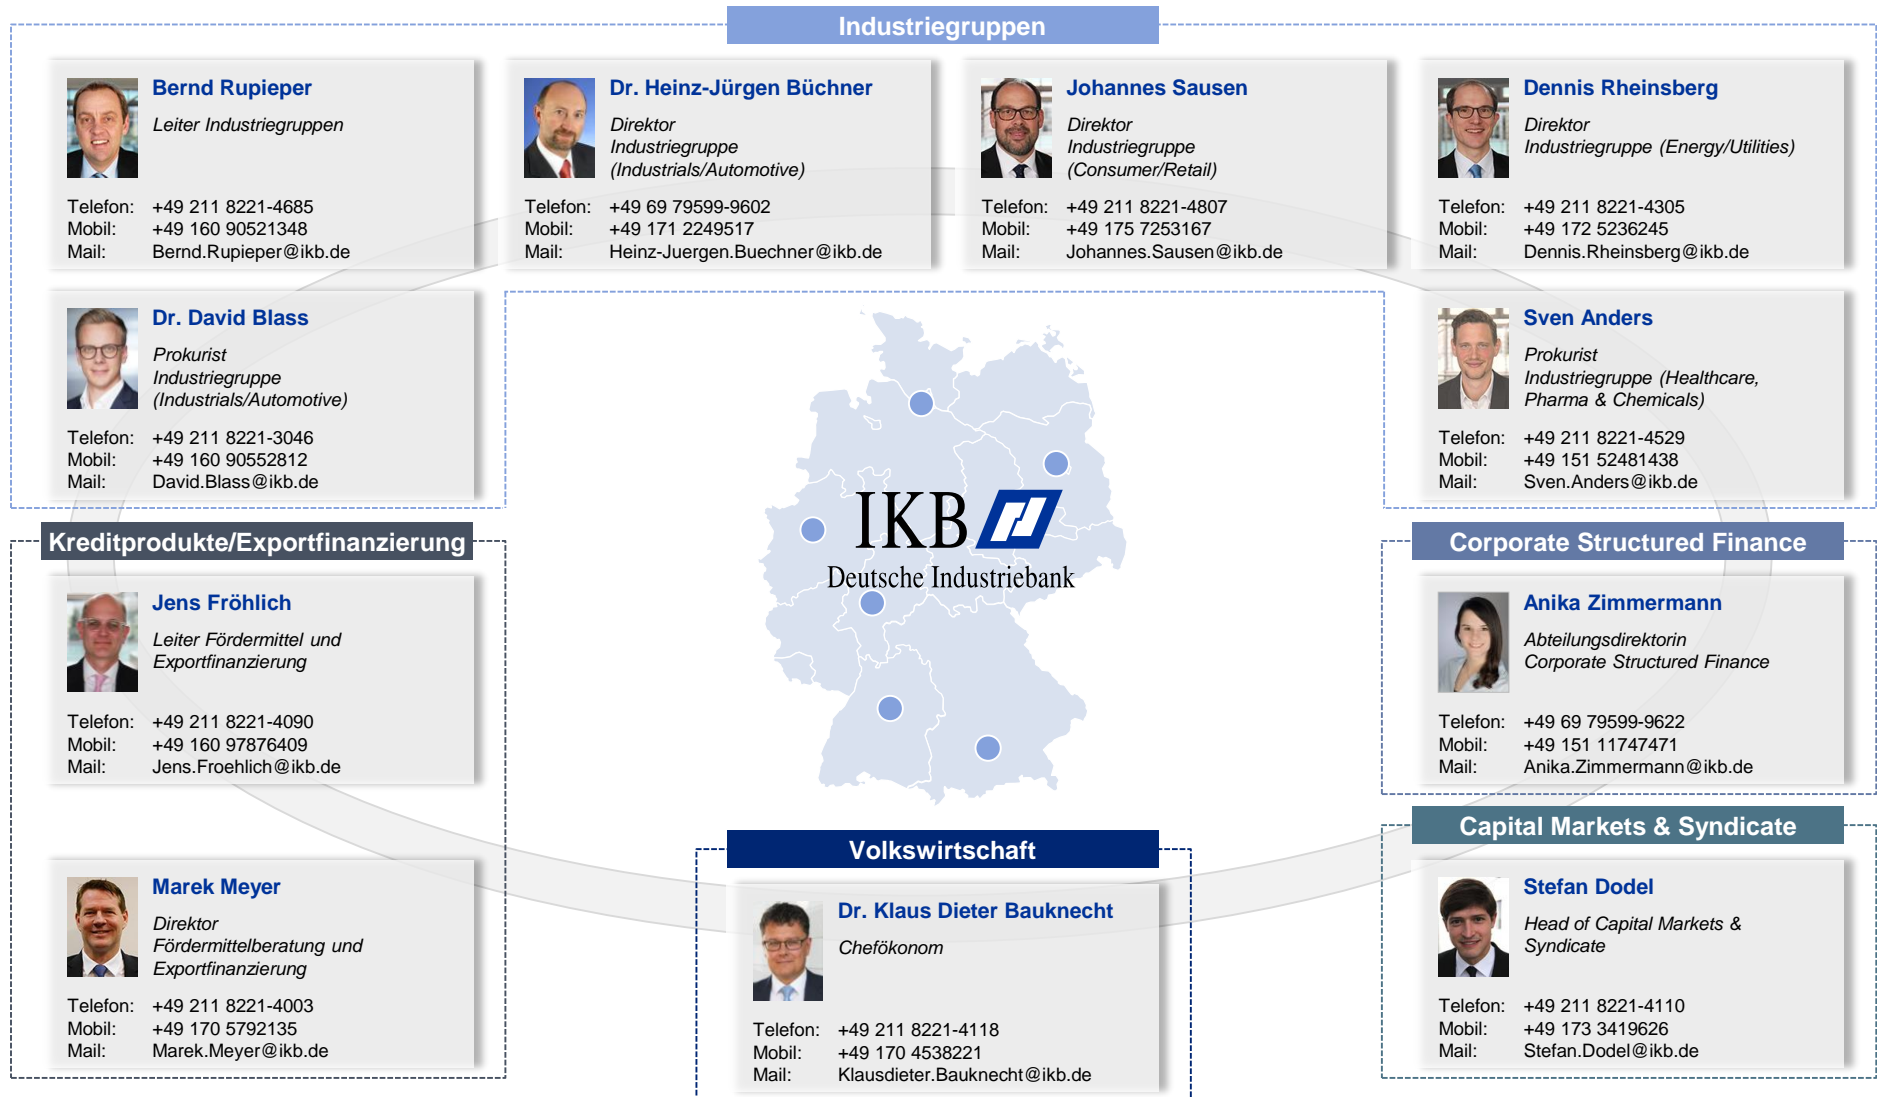 Industriegruppen
Bernd Rupieper
Leiter Industriegruppen
Telefon: +49 211 8221-4685
Mobil: +49 160 90521348
Mail: Bernd.Rupieper@ikb.de
Dr. Heinz-Jürgen Büchner
Direktor
Industriegruppe
(Industrials/Automotive)
Telefon: +49 69 79599-9602
Mobil: +49 171 2249517
Mail: Heinz-Juergen.Buechner@ikb.de
Johannes Sausen
Direktor
Industriegruppe
(Consumer/Retail)
Telefon: +49 211 8221-4807
Mobil: +49 175 7253167
Mail: Johannes.Sausen@ikb.de
Dennis Rheinsberg
Direktor
Industriegruppe (Energy/Utilities)
Telefon: +49 211 8221-4305
Mobil: +49 172 5236245
Mail: Dennis.Rheinsberg@ikb.de
Dr. David Blass
Prokurist
Industriegruppe
(Industrials/Automotive)
Telefon: +49 211 8221-3046
Mobil: +49 160 90552812
Mail: David.Blass@ikb.de
Sven Anders
Prokurist
Industriegruppe (Healthcare,
Pharma & Chemicals)
Telefon: +49 211 8221-4529
Mobil: +49 151 52481438
Mail: Sven.Anders@ikb.de
IKB
Deutsche Industriebank
Kreditprodukte/Exportfinanzierung
Jens Fröhlich
Leiter Fördermittel und
Exportfinanzierung
Telefon: +49 211 8221-4090
Mobil: +49 160 97876409
Mail: Jens.Froehlich@ikb.de
Marek Meyer
Direktor
Fördermittelberatung und
Exportfinanzierung
Telefon: +49 211 8221-4003
Mobil: +49 170 5792135
Mail: Marek.Meyer@ikb.de
Volkswirtschaft
Dr. Klaus Dieter Bauknecht
Chefökonom
Telefon: +49 211 8221-4118
Mobil: +49 170 4538221
Mail: Klausdieter.Bauknecht@ikb.de
Corporate Structured Finance
Anika Zimmermann
Abteilungsdirektorin
Corporate Structured Finance
Telefon: +49 69 79599-9622
Mobil: +49 151 11747471
Mail: Anika.Zimmermann@ikb.de
Capital Markets & Syndicate
Stefan Dodel
Head of Capital Markets &
Syndicate
Telefon: +49 211 8221-4110
Mobil: +49 173 3419626
Mail: Stefan.Dodel@ikb.de